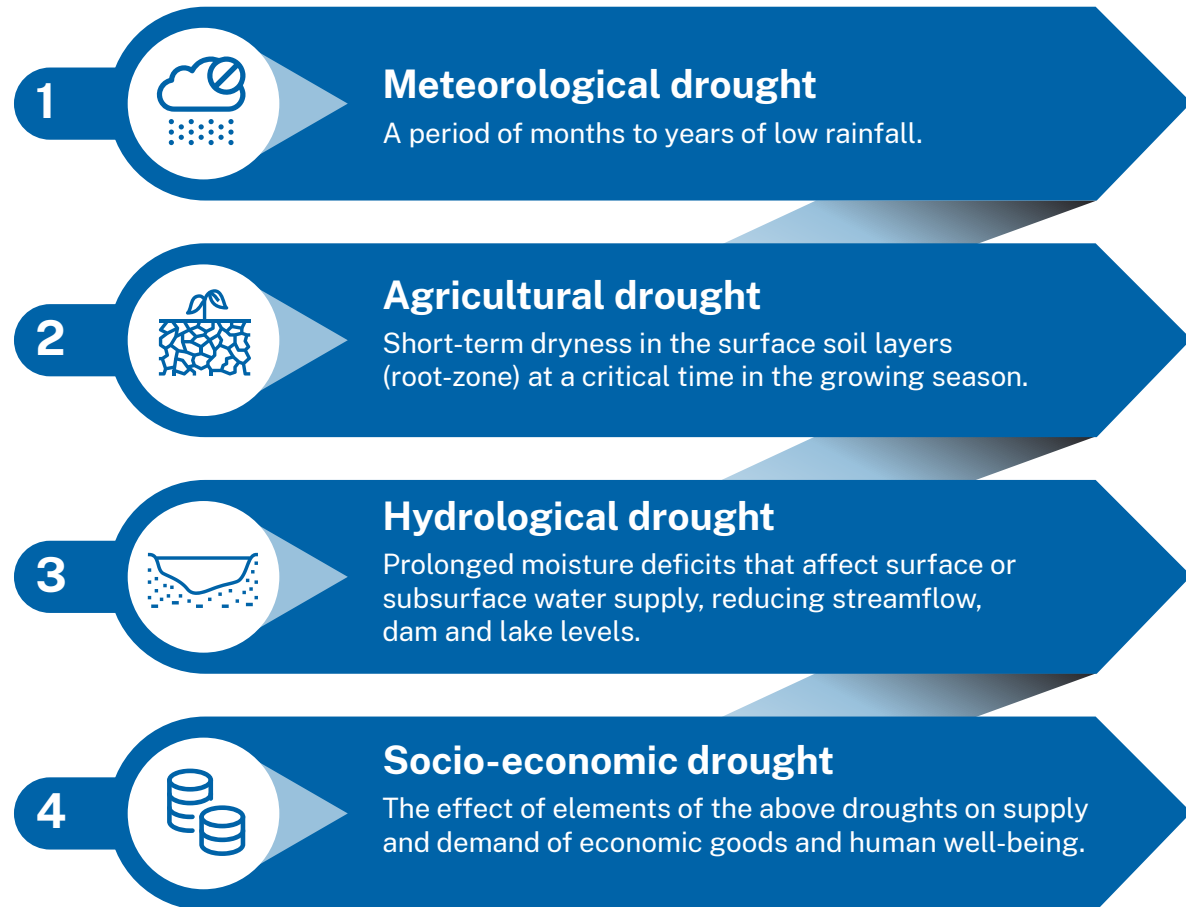 1
Meteorological drought
A period of months to years of low rainfall.
2
Agricultural drought
Short-term dryness in the surface soil layers
(root-zone) at a critical time in the growing season.
3
Hydrological drought
Prolonged moisture deficits that affect surface or
subsurface water supply, reducing streamflow,
dam and lake levels.
4
Socio-economic drought
The effect of elements of the above droughts on supply
and demand of economic goods and human well-being.